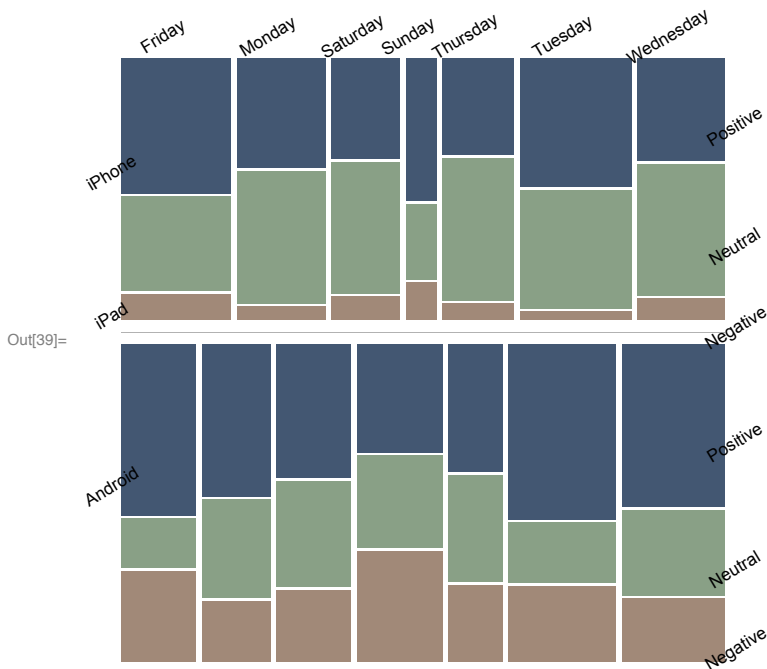 Friday
Monday
Saturday
Sunday
Thursday
Tuesday
Wednesday
Positive
iPhone
Neutral
iPad
Negative
Out[39]=
Positive
Android
Neutral
Negative